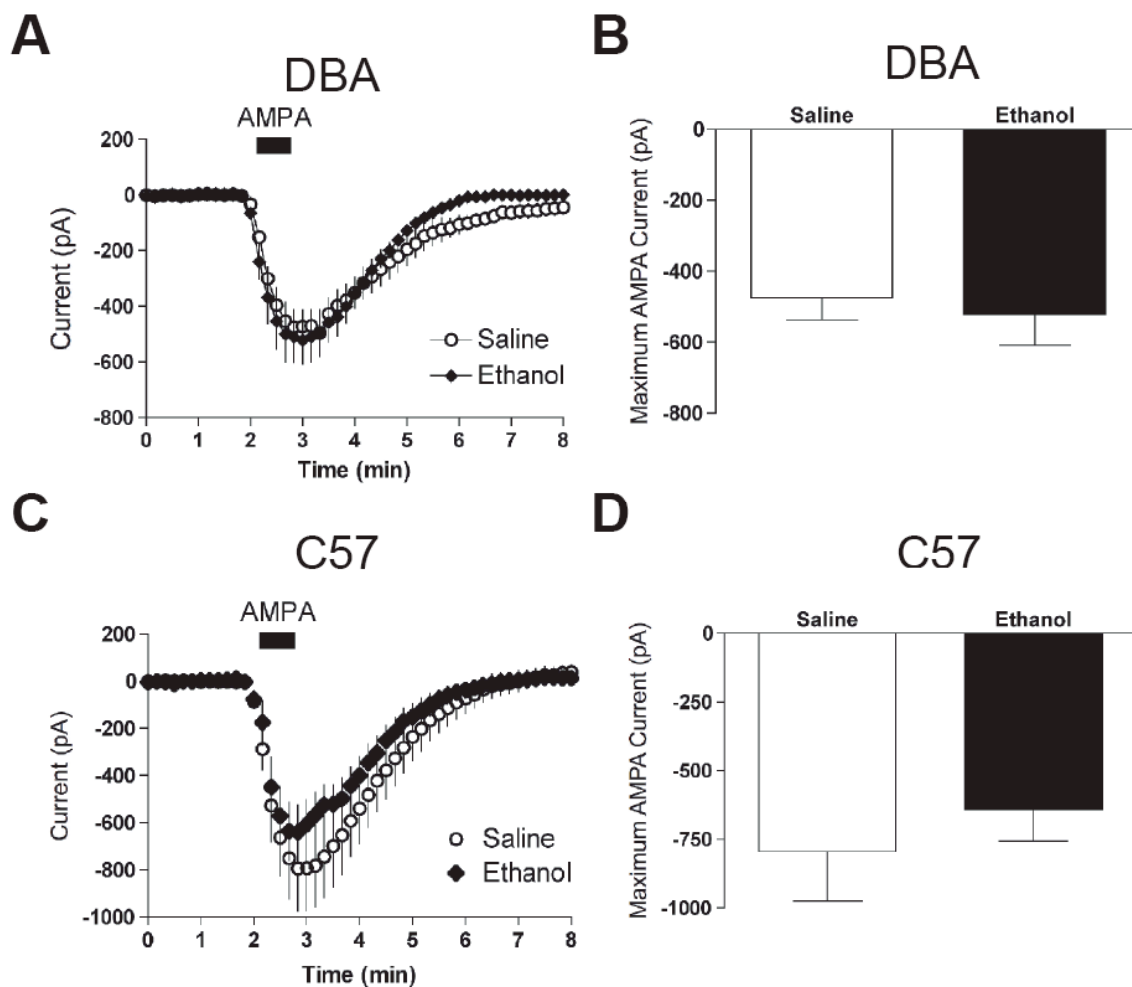 A
DBA
AMPA
200
0
-200
-400
-600
-800
Current (pA)
Saline
Ethanol
0 1 2 3 4 5 6 7 8
Time (min)
B
DBA
Saline Ethanol
0
-200
-400
-600
-800
Maximum AMPA Current (pA)
C
C57
AMPA
200
0
-200
-400
-600
-800
-1000
Current (pA)
Saline
Ethanol
0 1 2 3 4 5 6 7 8
Time (min)
D
C57
Saline Ethanol
0
-250
-500
-750
-1000
Maximum AMPA Current (pA)